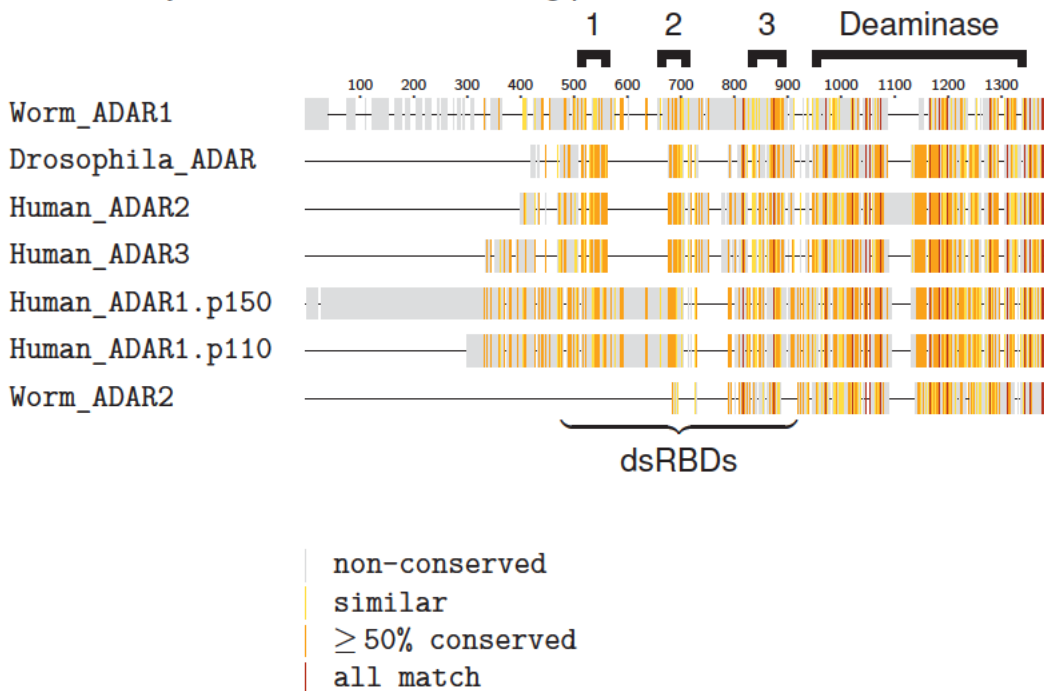 1 2 3 Deaminase
100 200 300 400 500 600 700 800 900 1000 1100 1200 1300
Worm_ADAR1
Drosophila_ADAR
Human_ADAR2
Human_ADAR3
Human_ADAR1.p150
Human_ADAR1.p110
Worm_ADAR2
dsRBDs
non-conserved
similar
≥ 50% conserved
all match